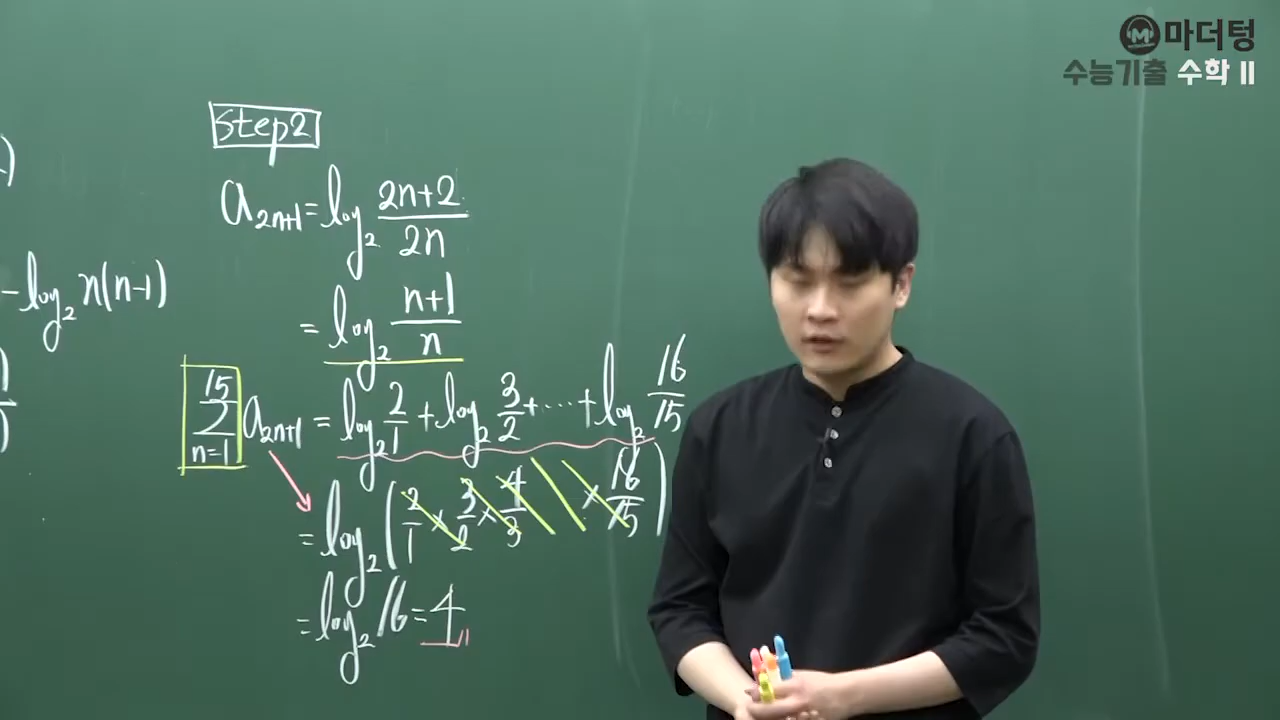 마더텅
수능기출 수학 II
Step2
a_{2n+1} = log_2 (2n+2)/(2n)
= log_2 (n+1)/n
∑_{n=1}^{15} a_{2n+1} = log_2 2/1 + log_2 3/2 + ⋯ + log_2 16/15
= log_2 (2/1 × 3/2 × 4/3 × 16/15)
= log_2 16 = 4
)
- log_2 n(n-1)